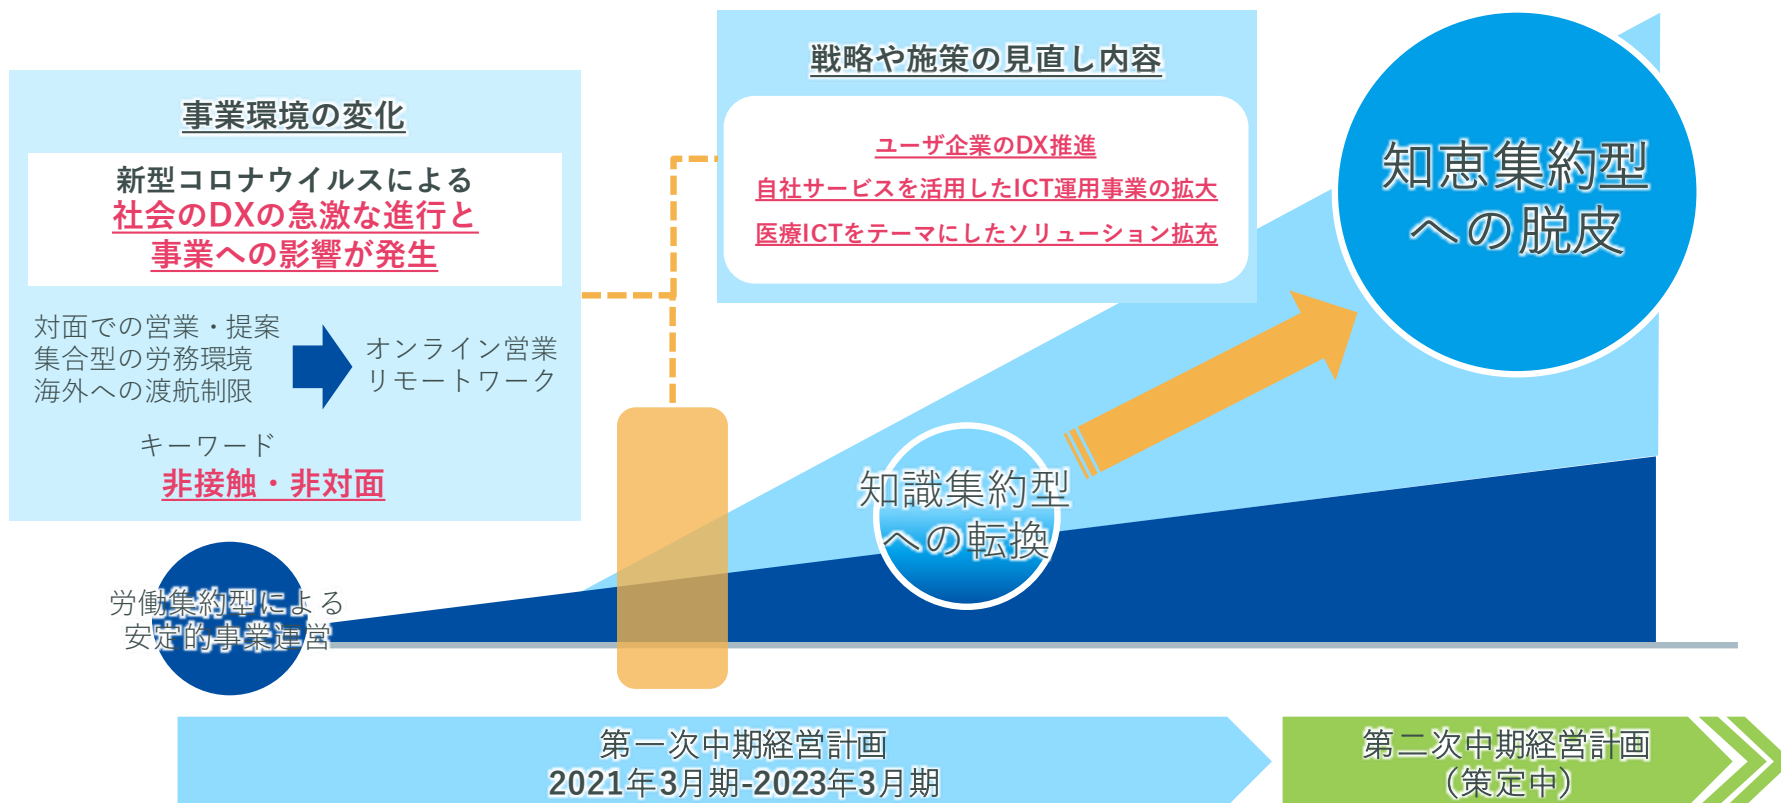 事業環境の変化
新型コロナウイルスによる
社会のDXの急激な進行と
事業への影響が発生
対面での営業・提案
集合型の労務環境
海外への渡航制限
オンライン営業
リモートワーク
キーワード
非接触・非対面
戦略や施策の見直し内容
ユーザ企業のDX推進
自社サービスを活用したICT運用事業の拡大
医療ICTをテーマにしたソリューション拡充
知恵集約型
への脱皮
知識集約型
への転換
労働集約型による
安定的事業運営
第一次中期経営計画
2021年3月期-2023年3月期
第二次中期経営計画
（策定中）